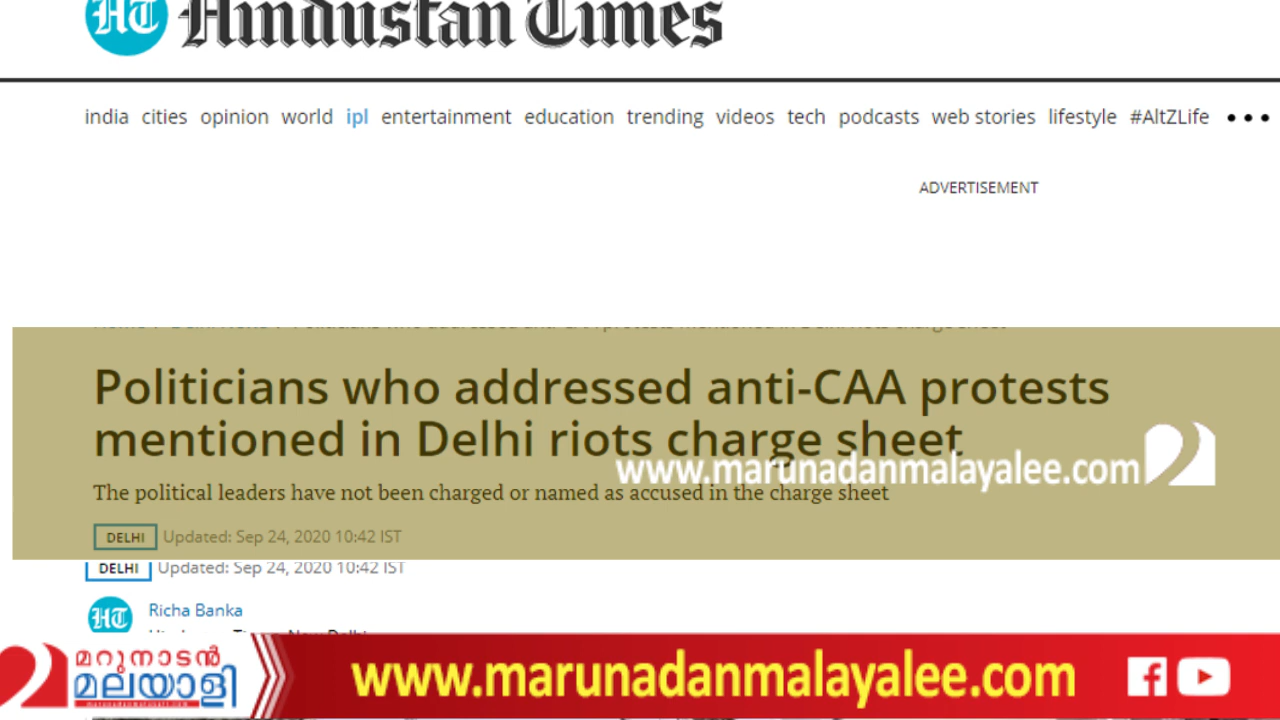 HT Hindustan Times
india cities opinion world ipl entertainment education trending videos tech podcasts web stories lifestyle #AltZLife
ADVERTISEMENT
Politicians who addressed anti-CAA protests
mentioned in Delhi riots charge sheet
www.marunadanmalayalee.com
The political leaders have not been charged or named as accused in the charge sheet
DELHI Updated: Sep 24, 2020 10:42 IST
DELHI Updated: Sep 24, 2020 10:42 IST
HT Richa Banka
മറുനാടൻ
മലയാളി
www.marunadanmalayalee.com